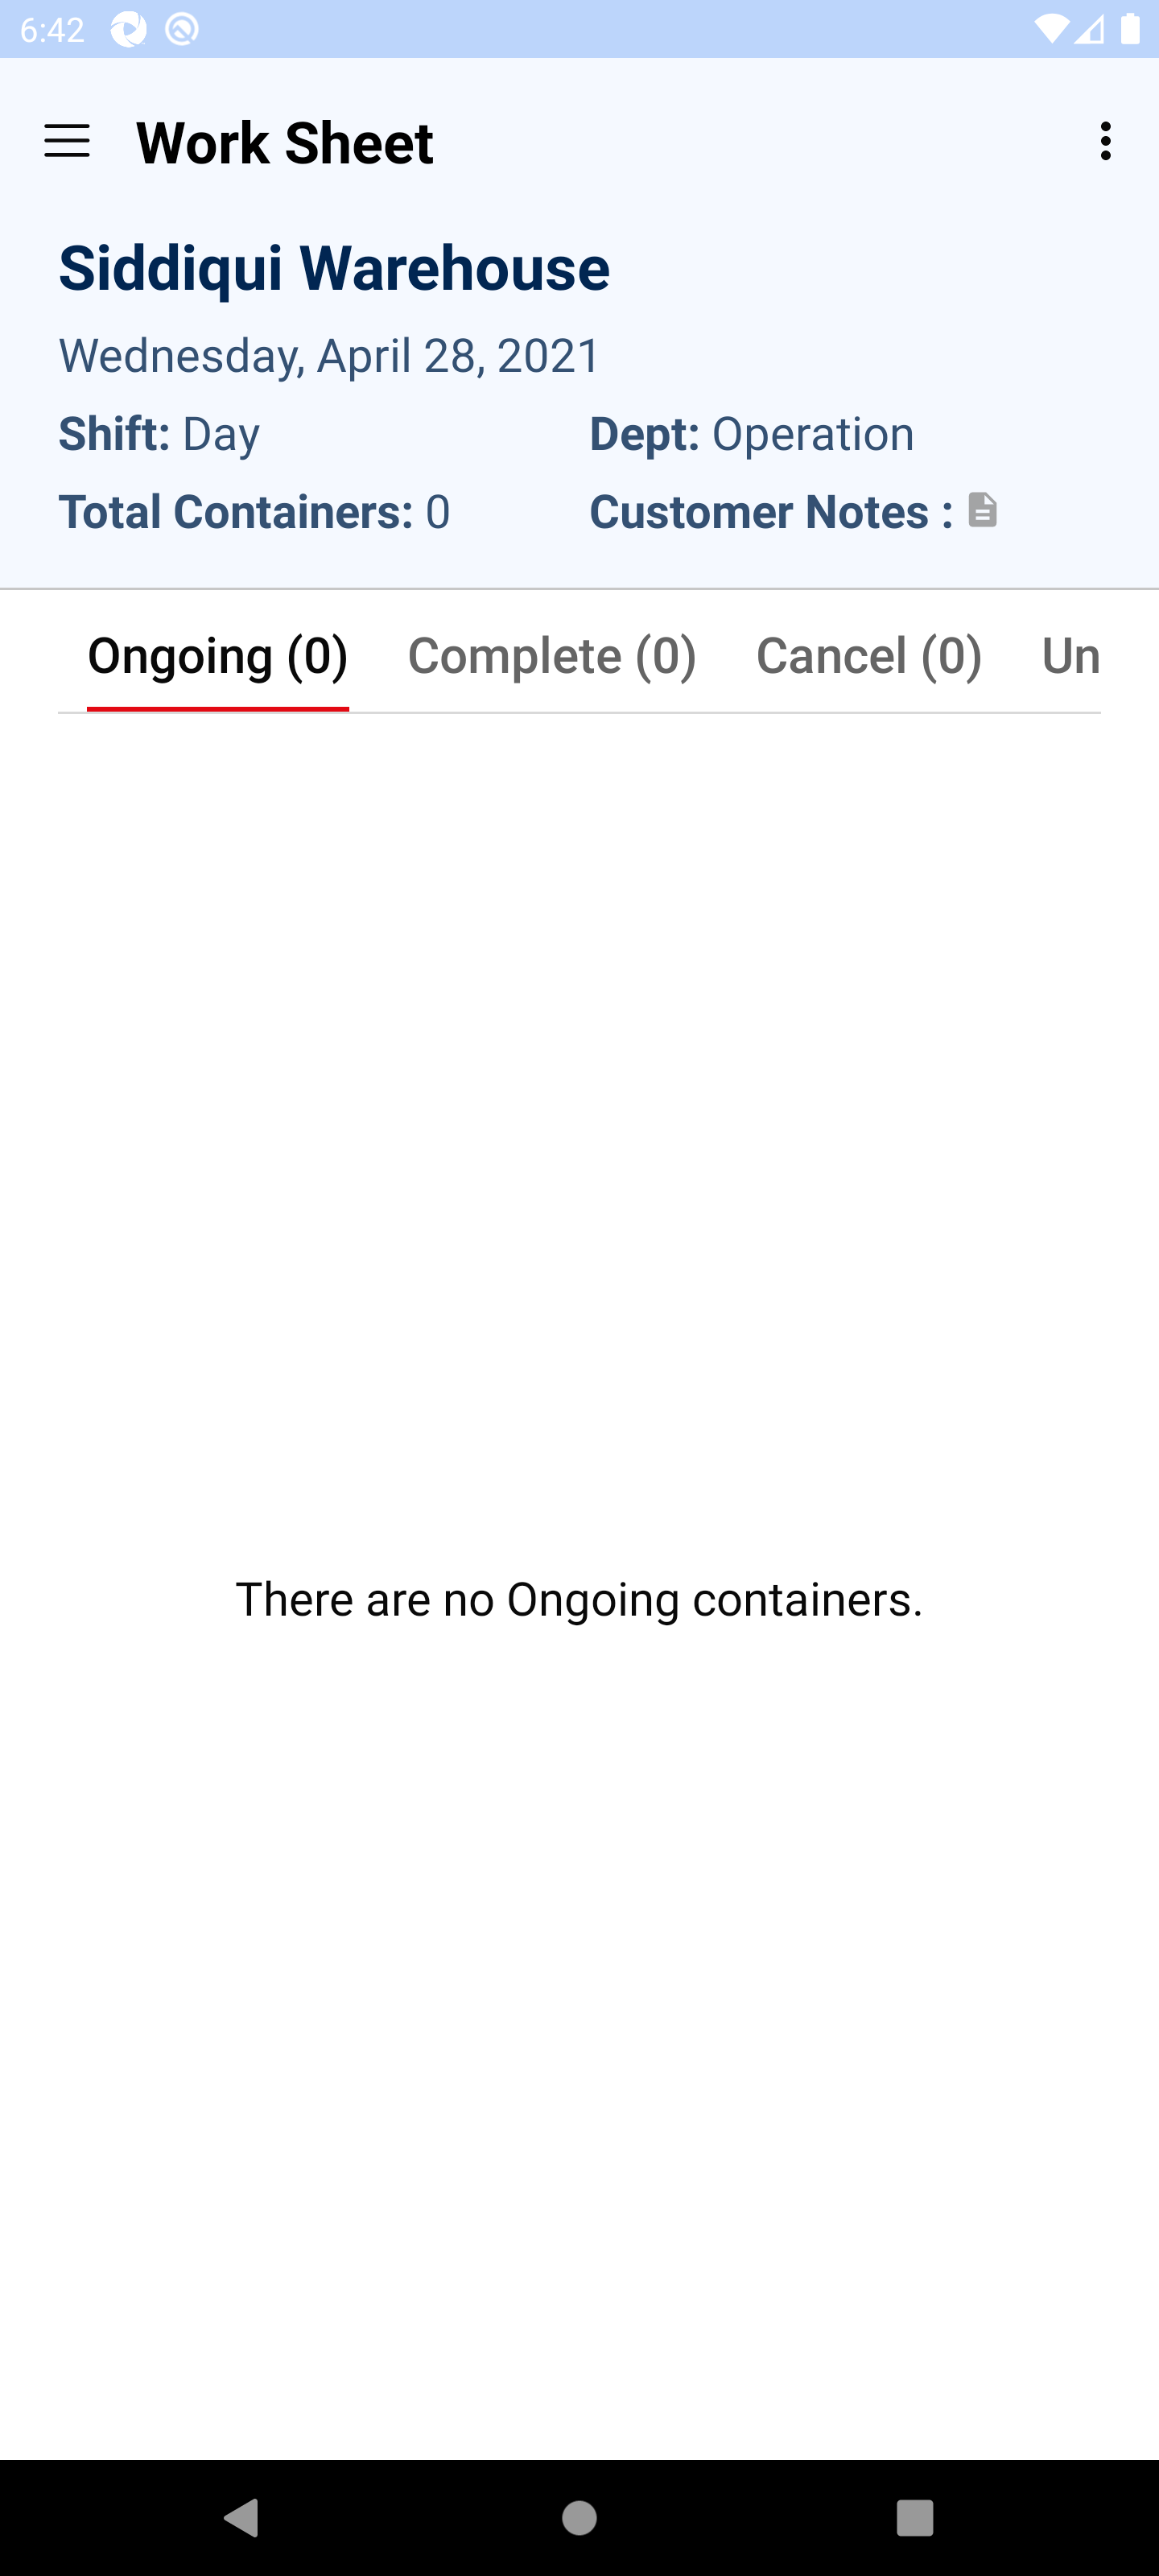 6:42
Work Sheet
Siddiqui Warehouse
Wednesday, April 28, 2021
Shift: Day
Dept: Operation
Total Containers: 0
Customer Notes :
Ongoing (0)
Complete (0)
Cancel (0)
Un
There are no Ongoing containers.